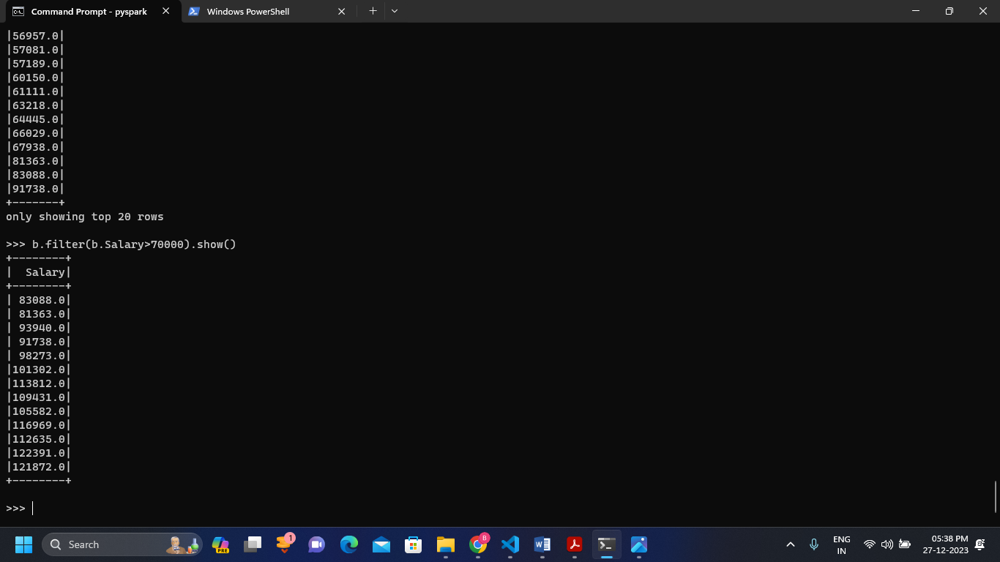 Command Prompt - pyspark
Windows PowerShell
|56957.0|
|57081.0|
|57189.0|
|60150.0|
|61111.0|
|63218.0|
|64445.0|
|66029.0|
|67938.0|
|81363.0|
|83088.0|
|91738.0|
+-------+
only showing top 20 rows
>>> b.filter(b.Salary>70000).show()
+--------+
|  Salary|
+--------+
| 83088.0|
| 81363.0|
| 93940.0|
| 91738.0|
| 98273.0|
|101302.0|
|113812.0|
|109431.0|
|105582.0|
|116969.0|
|112635.0|
|122391.0|
|121872.0|
+--------+
>>>
Search
PRE
1
B
W
ENG
IN
05:38 PM
27-12-2023